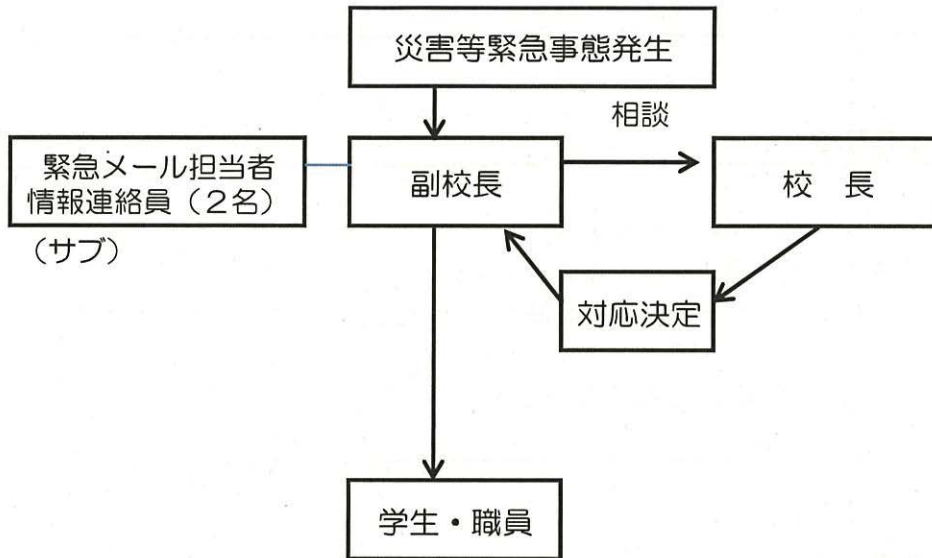 災害等緊急事態発生
相談
緊急メール担当者
情報連絡員（２名）
（サブ）
副校長
校　長
対応決定
学生・職員